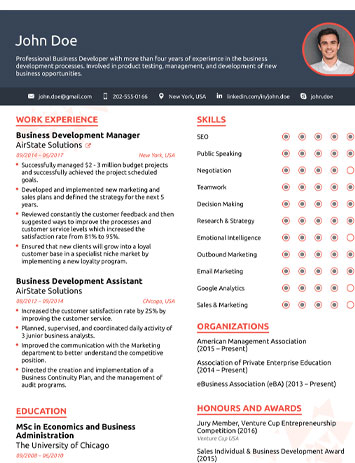 John Doe
Professional Business Developer with more than four years of experience in the business
development processes. Involved in product testing, management, and development of new
business opportunities.
john.doe@gmail.com
202-555-0166
New York, USA
linkedin.com/in/john.doe
john.doe
WORK EXPERIENCE
Business Development Manager
AirState Solutions
09/2014 – 06/2017
New York, USA
Successfully managed $2 - 3 million budget projects
and successfully achieved the project scheduled
goals.
Developed and implemented new marketing and
sales plans and defined the strategy for the next 5
years.
Reviewed constantly the customer feedback and then
suggested ways to improve the processes and
customer service levels which increased the
satisfaction rate from 81% to 95%.
Ensured that new clients will grow into a loyal
customer base in a specialist niche market by
implementing a new loyalty program.
Business Development Assistant
AirState Solutions
08/2012 – 09/2014
Chicago, USA
Increased the customer satisfaction rate by 25% by
improving the customer service.
Planned, supervised, and coordinated daily activity of
3 junior business analysts.
Improved the communication with the Marketing
department to better understand the competitive
position.
Directed the creation and implementation of a
Business Continuity Plan, and the management of
audit programs.
EDUCATION
MSc in Economics and Business
Administration
The University of Chicago
09/2008 – 06/2010
SKILLS
SEO
Public Speaking
Negotiation
Teamwork
Decision Making
Research & Strategy
Emotional Intelligence
Outbound Marketing
Email Marketing
Google Analytics
Sales & Marketing
ORGANIZATIONS
American Management Association
(2015 – Present)
Association of Private Enterprise Education
(2014 – Present)
eBusiness Association (eBA) (2013 – Present)
HONOURS AND AWARDS
Jury Member, Venture Cup Entrepreneurship
Competition (2016)
Venture Cup USA
Sales Individual & Business Development Award
(2015)